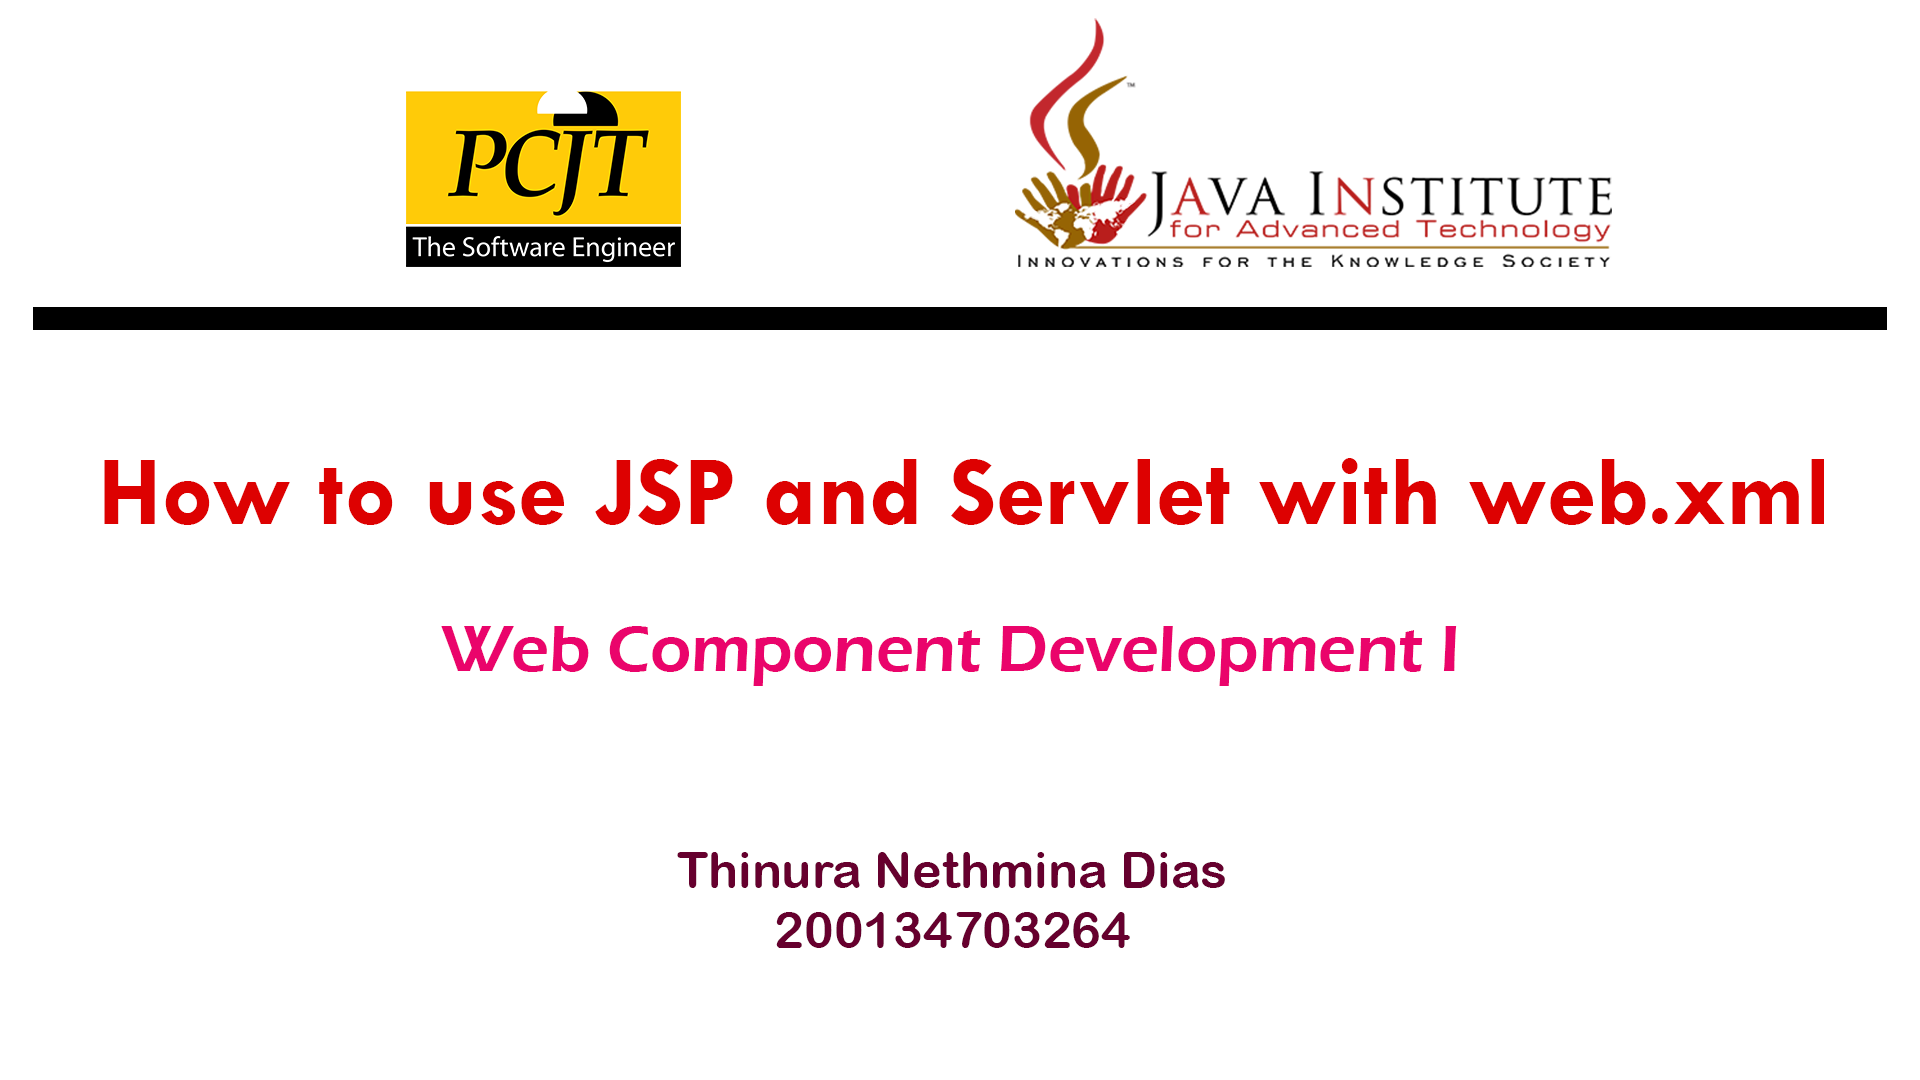 PCJT
The Software Engineer
™
JAVA INSTITUTE
for Advanced Technology
INNOVATIONS FOR THE KNOWLEDGE SOCIETY
How to use JSP and Servlet with web.xml
Web Component Development I
Thinura Nethmina Dias
200134703264